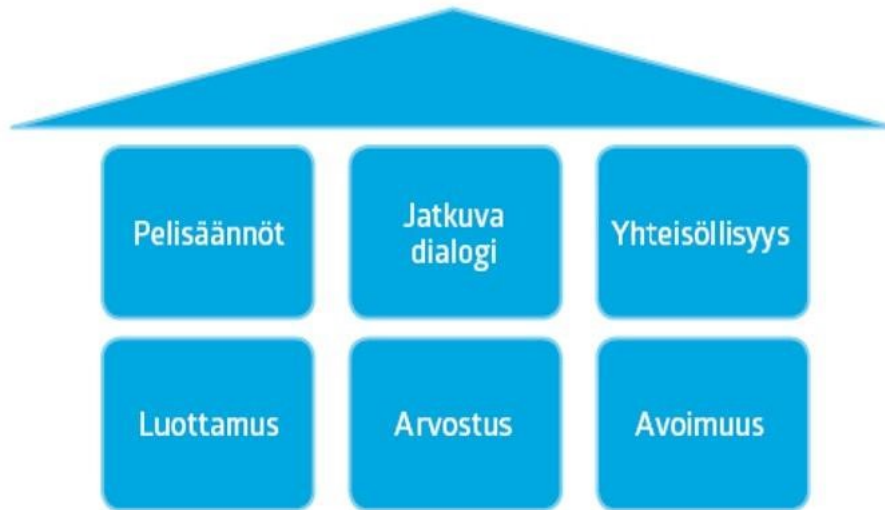 Pelisäännöt
Jatkuva
dialogi
Yhteisöllisyys
Luottamus
Arvostus
Avoimuus